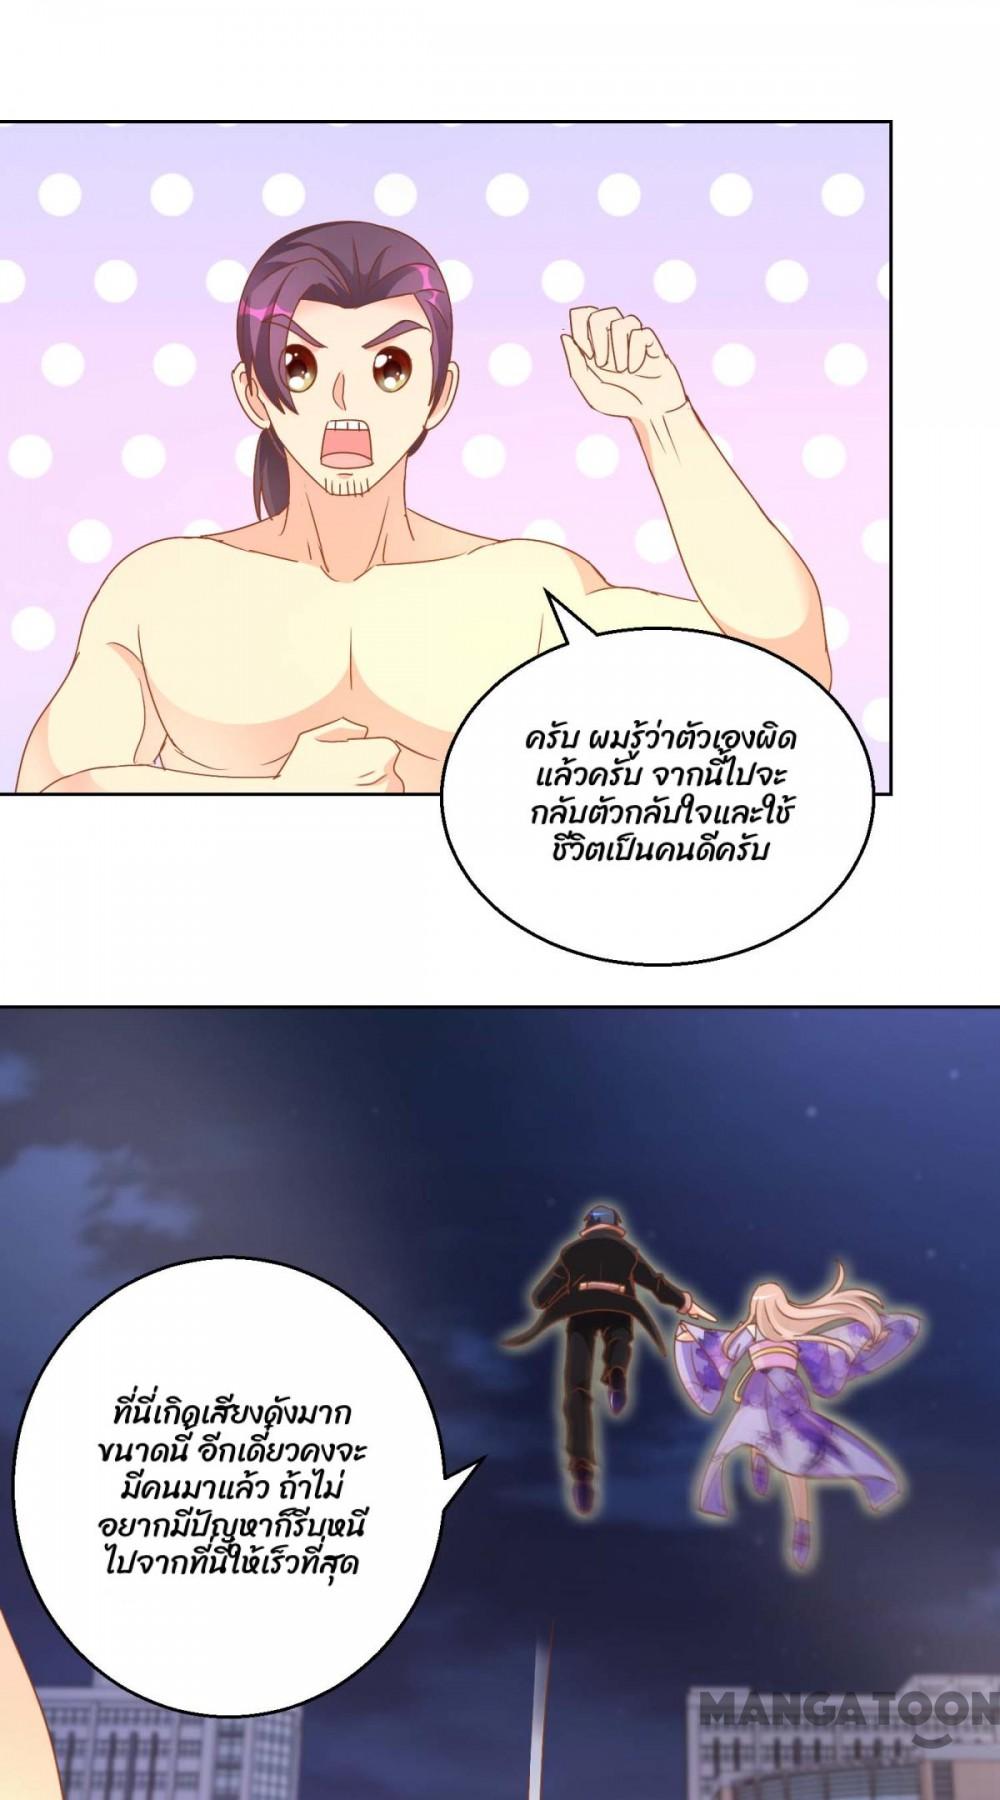 ครับ ผมรู้ว่าตัวเองผิด
แล้วครับ จากนี้ไปจะ
กลับตัวกลับใจและใช้
ชีวิตเป็นคนดีครับ
ที่นี่เกิดเสียงดังมาก
ขนาดนี้ อีกเดี๋ยวคงจะ
มีคนมาแล้ว ถ้าไม่
อยากมีปัญหาก็รีบหนี
ไปจากที่นี่ให้เร็วที่สุด
MANGATOON